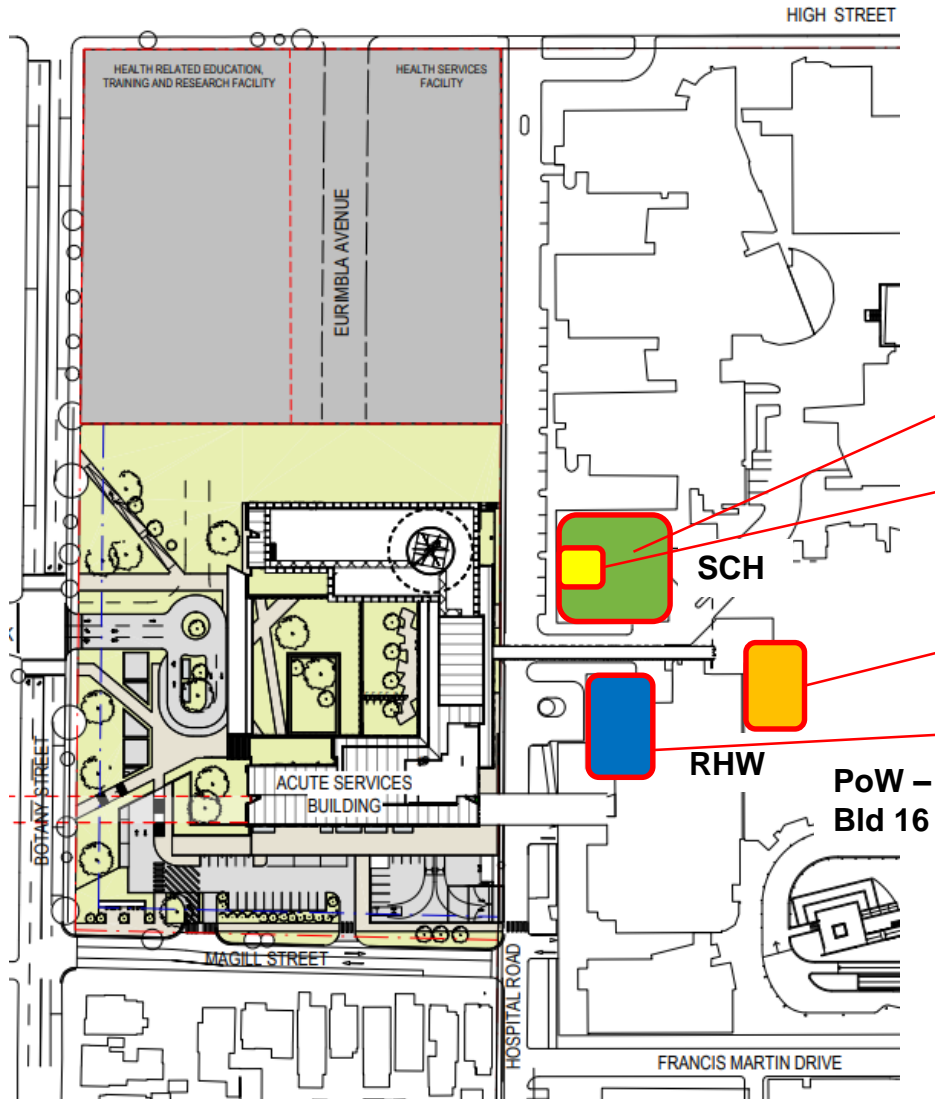 HIGH STREET
HEALTH RELATED EDUCATION,
TRAINING AND RESEARCH FACILITY
HEALTH SERVICES
FACILITY
EURIMBLA AVENUE
SCH
RHW
PoW –
Bld 16
ACUTE SERVICES
BUILDING
BOTANY STREET
MAGILL STREET
HOSPITAL ROAD
FRANCIS MARTIN DRIVE